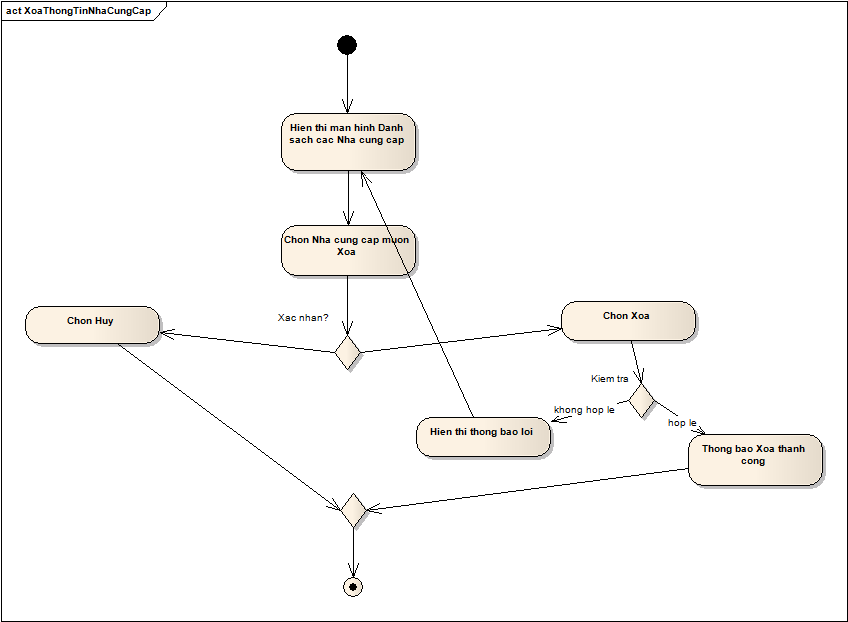 act XoaThongTinNhaCungCap
Hien thi man hinh Danh
sach cac Nha cung cap
Chon Nha cung cap muon
Xoa
Xac nhan?
Chon Huy
Chon Xoa
Kiem tra
khong hop le
hop le
Hien thi thong bao loi
Thong bao Xoa thanh
cong